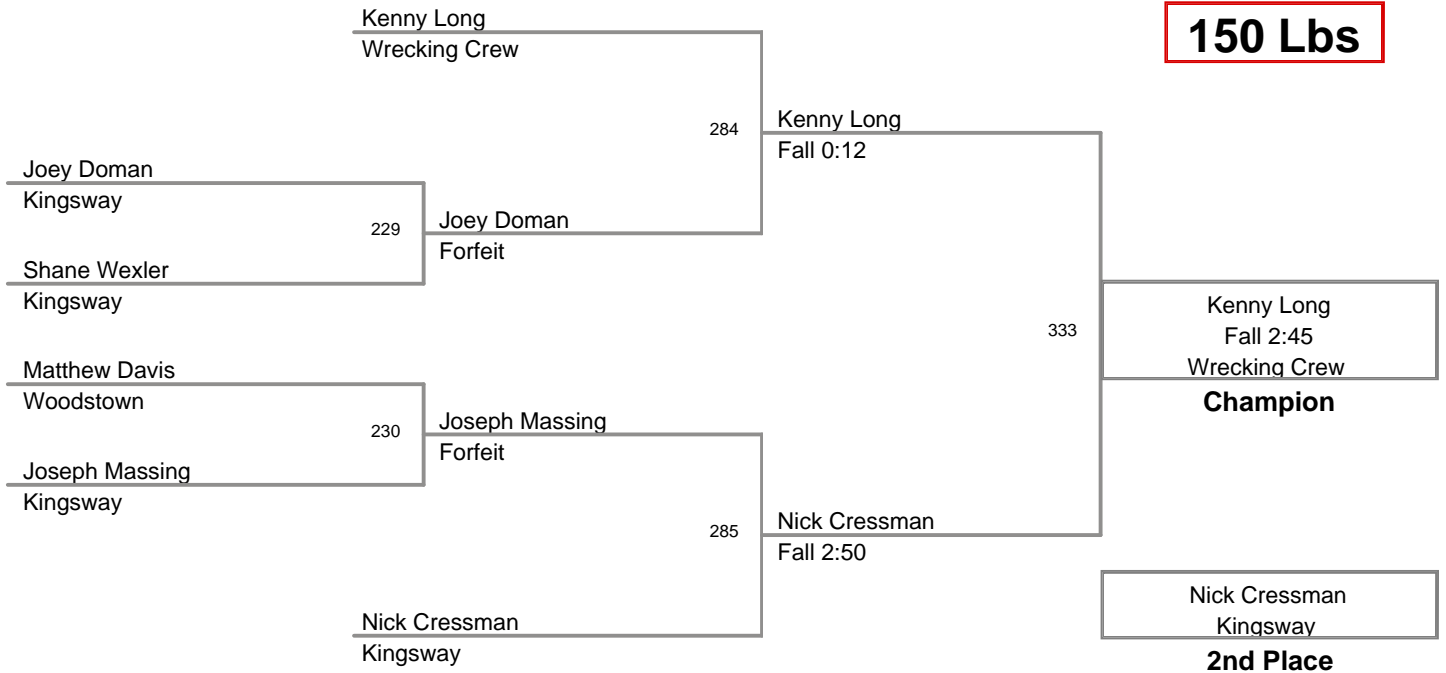 150 Lbs
Kenny Long
Wrecking Crew
284
Kenny Long
Fall 0:12
Joey Doman
Kingsway
229
Joey Doman
Forfeit
Shane Wexler
Kingsway
333
Kenny Long
Fall 2:45
Wrecking Crew
Champion
Matthew Davis
Woodstown
230
Joseph Massing
Forfeit
Joseph Massing
Kingsway
285
Nick Cressman
Fall 2:50
Nick Cressman
Kingsway
Nick Cressman
Kingsway
2nd Place